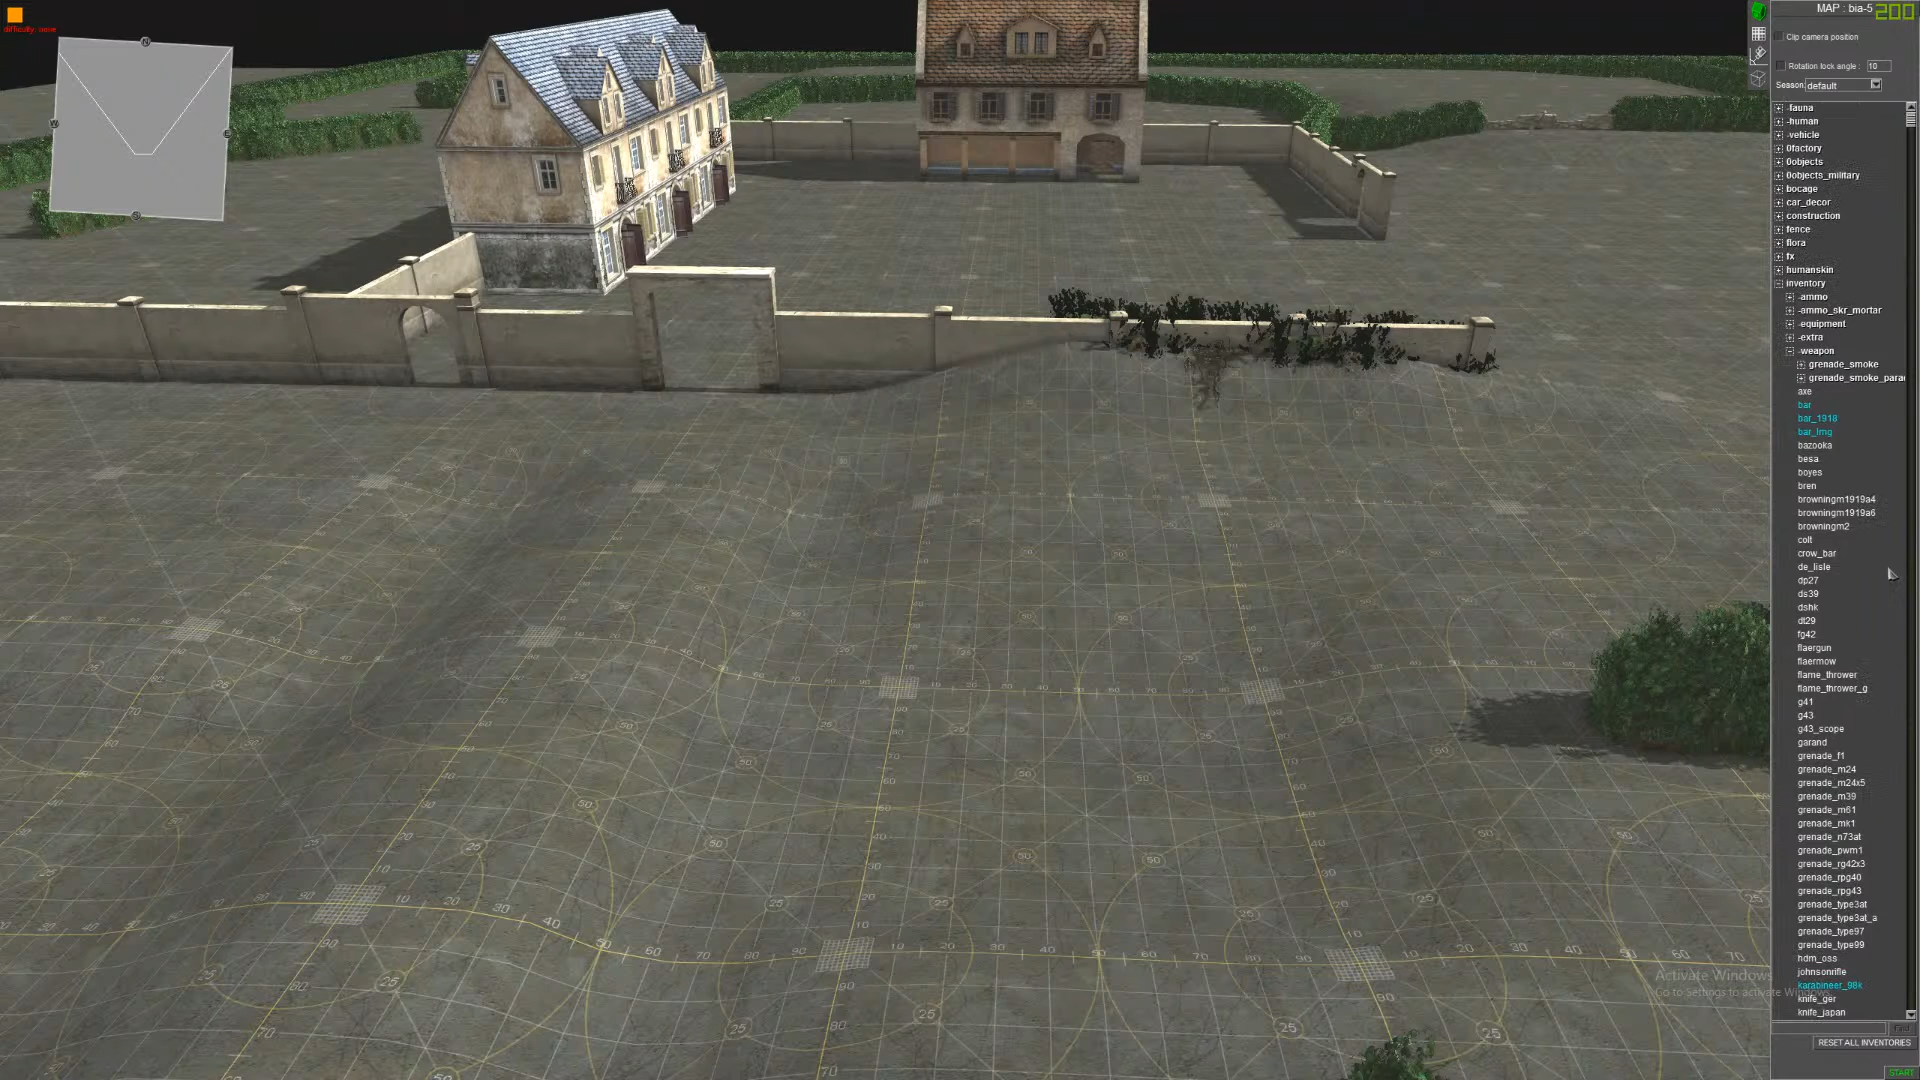 difficulty: none
N
W
E
S
MAP : bia-5
200
Clip camera position
Rotation lock angle : 10
Season: default
-fauna
-human
-vehicle
0factory
0objects
0objects_military
bocage
car_decor
construction
fence
flora
fx
humanskin
inventory
-ammo
-ammo_skr_mortar
-equipment
-extra
-weapon
grenade_smoke
grenade_smoke_para
axe
bar
bar_1918
bar_lmg
bazooka
besa
boyes
bren
browningm1919a4
browningm1919a6
browningm2
colt
crow_bar
de_lisle
dp27
ds39
dshk
dt29
fg42
flaergun
flaermow
flame_thrower
flame_thrower_g
g41
g43
g43_scope
garand
grenade_f1
grenade_m24
grenade_m24x5
grenade_m39
grenade_m61
grenade_mk1
grenade_n73at
grenade_pwm1
grenade_rg42x3
grenade_rpg40
grenade_rpg43
grenade_type3at
grenade_type3at_a
grenade_type97
grenade_type99
hdm_oss
johnsonrifle
karabineer_98k
knife_ger
knife_japan
Activate Windows
Go to Settings to activate Windows.
Find
RESET ALL INVENTORIES
START